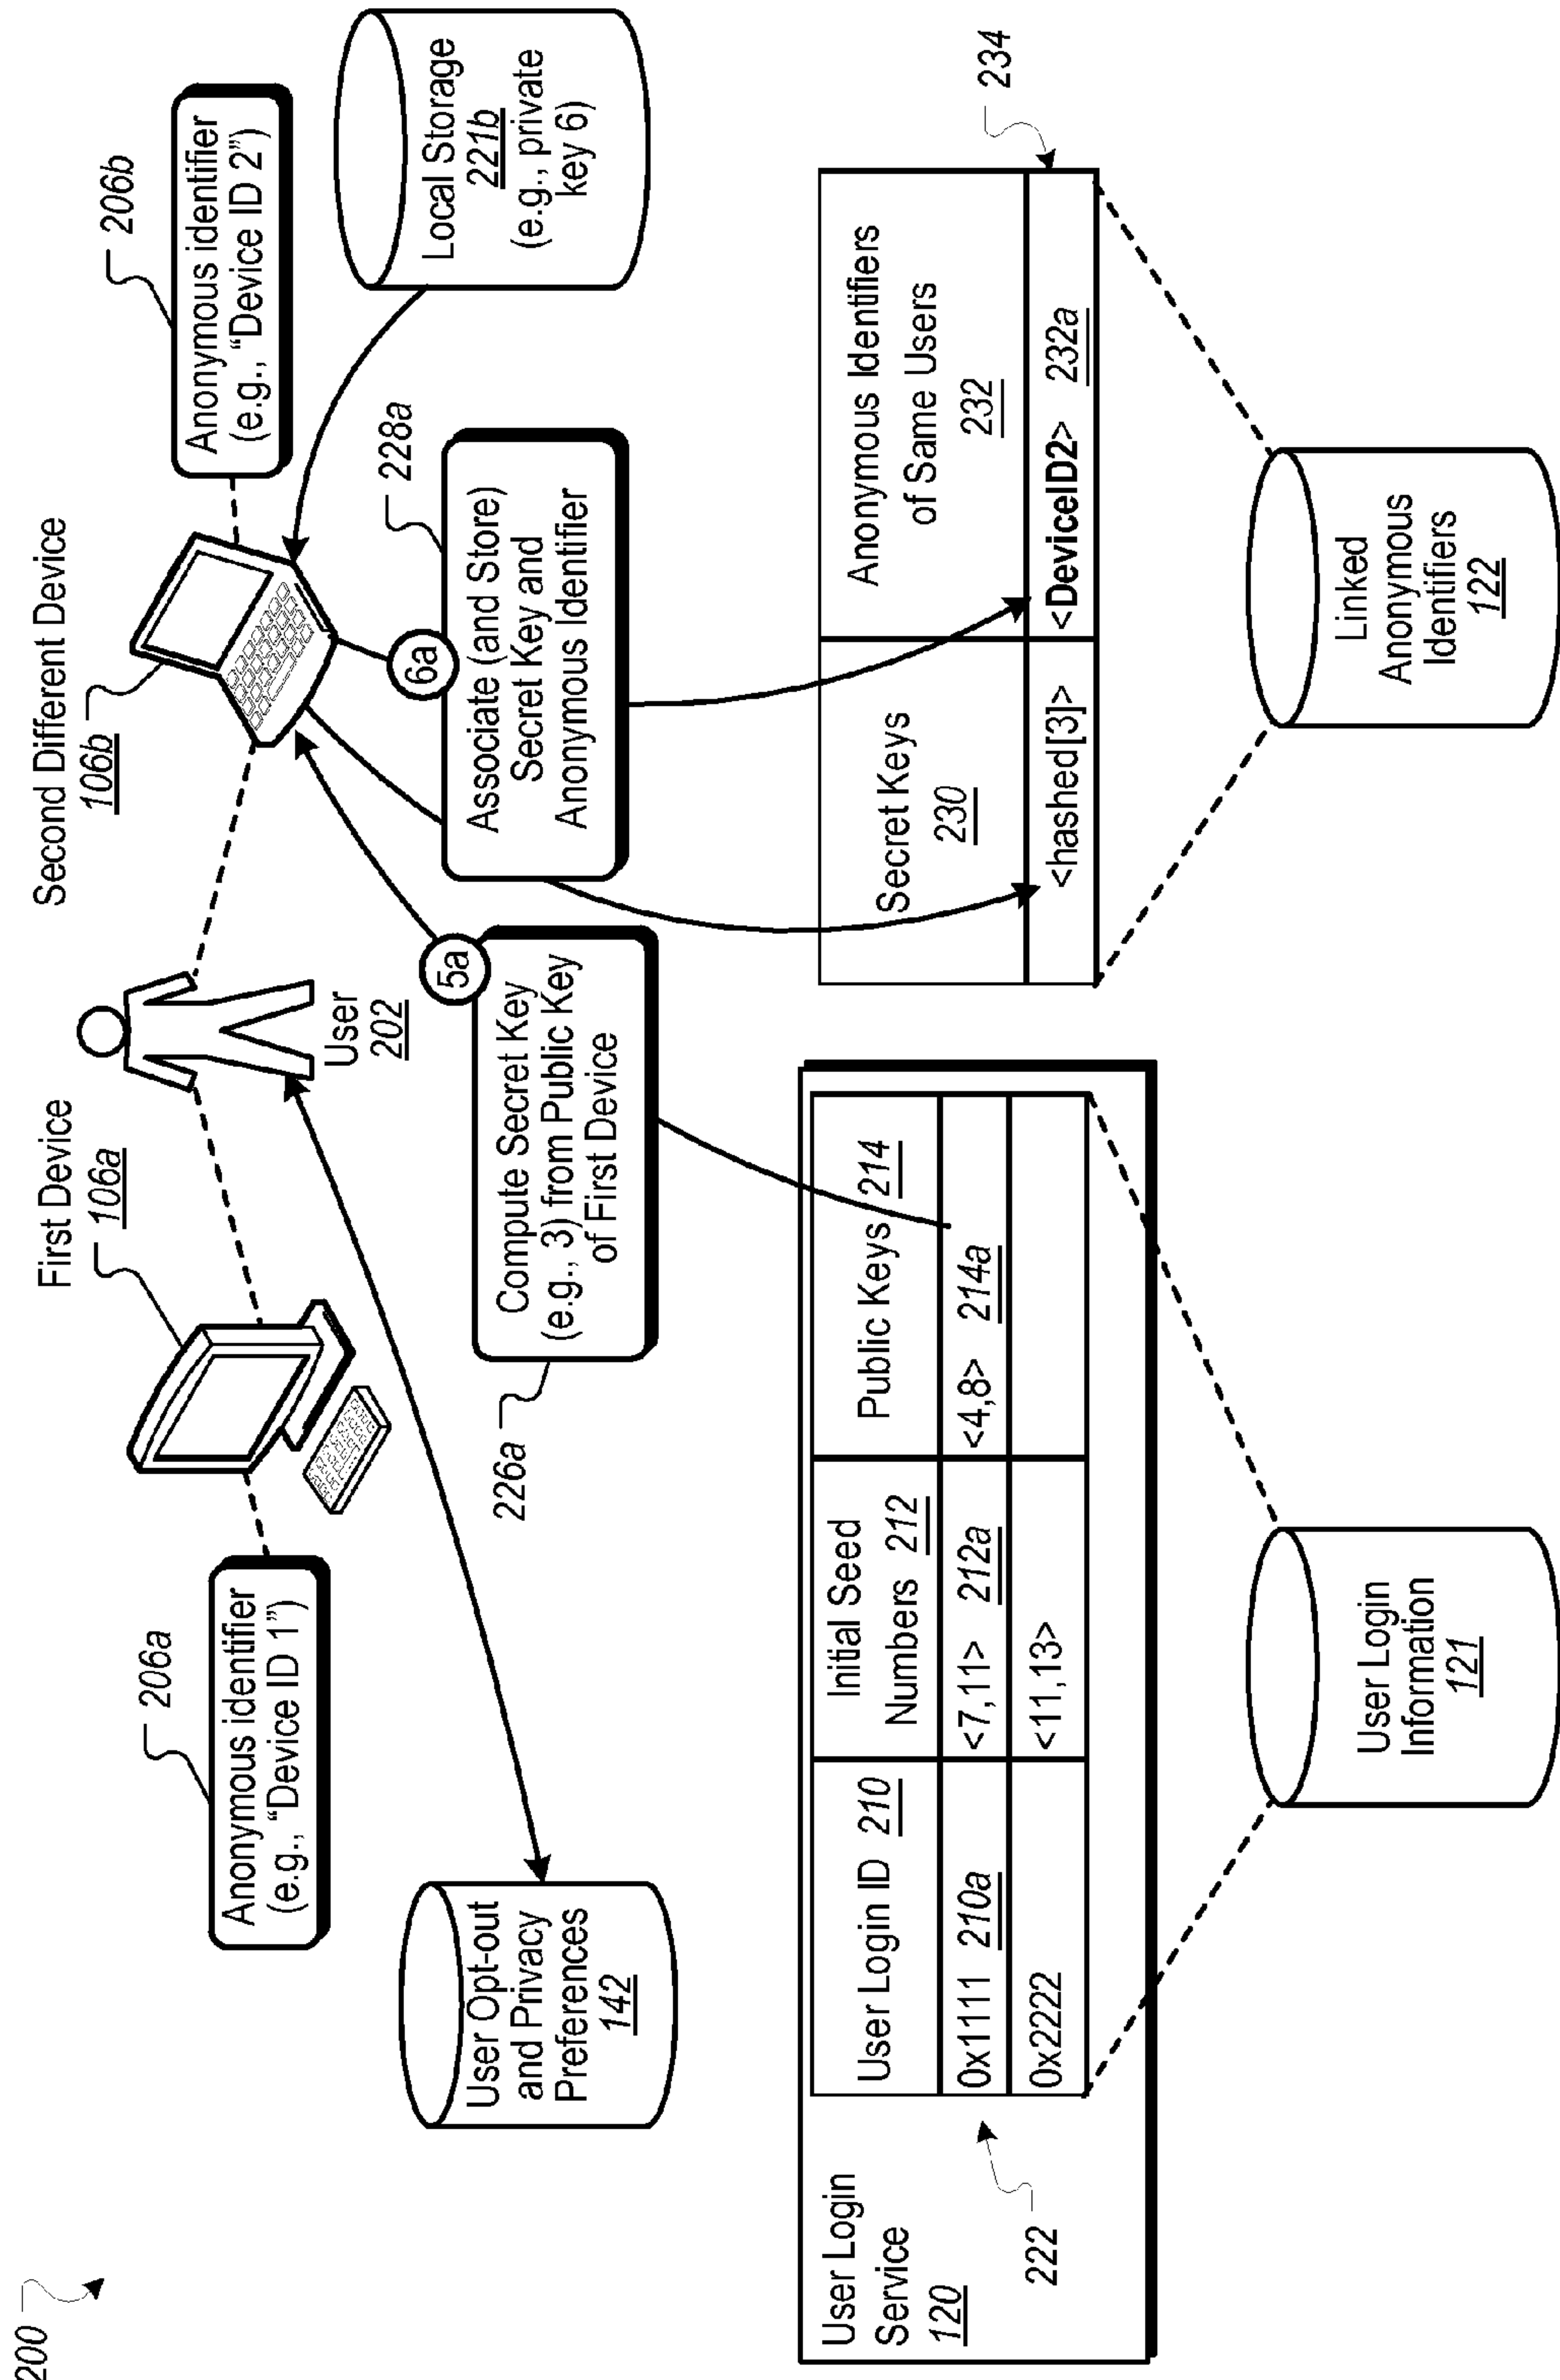 200
First Device
106a
Second Different Device
106b
206a
Anonymous identifier
(e.g., “Device ID 1”)
User
202
206b
Anonymous identifier
(e.g., “Device ID 2”)
User Opt-out
and Privacy
Preferences
142
226a
5a
Compute Secret Key
(e.g., 3) from Public Key
of First Device
6a
228a
Associate (and Store)
Secret Key and
Anonymous Identifier
Local Storage
221b
(e.g., private
key 6)
User Login
Service
120
222
User Login ID 210
Initial Seed
Numbers 212
Public Keys 214
0x1111 210a
<7,11> 212a
<4,8> 214a
0x2222
<11,13>
Secret Keys
230
Anonymous Identifiers
of Same Users
232
<hashed[3]>
<DeviceID2> 232a
234
User Login
Information
121
Linked
Anonymous
Identifiers
122